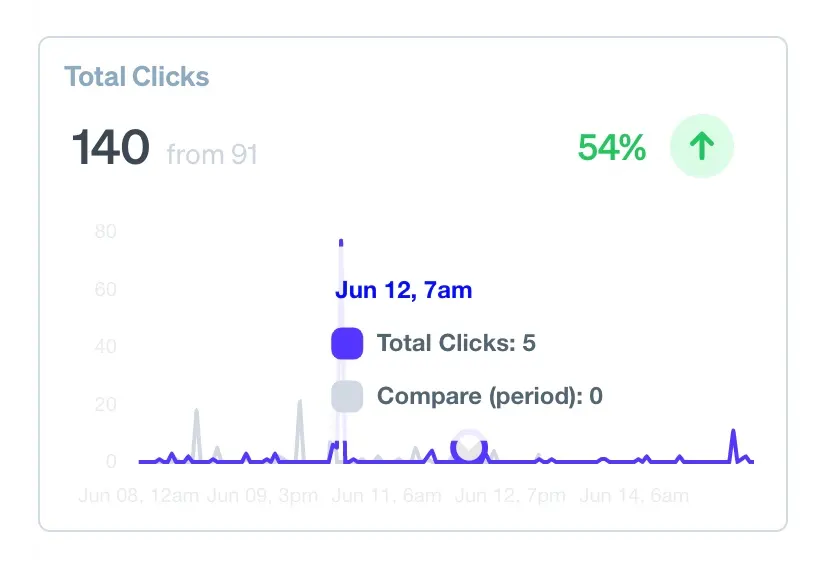 Total Clicks
140 from 91
54%
80
60
Jun 12, 7am
Total Clicks: 5
40
Compare (period): 0
20
0
Jun 08, 12am Jun 09, 3pm Jun 11, 6am Jun 12, 7pm Jun 14, 6am